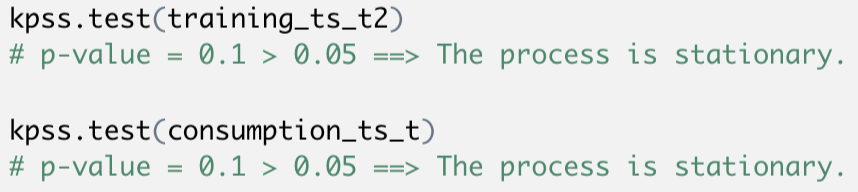 kpss.test(training_ts_t2)
# p-value = 0.1 > 0.05 ==> The process is stationary.
kpss.test(consumption_ts_t)
# p-value = 0.1 > 0.05 ==> The process is stationary.